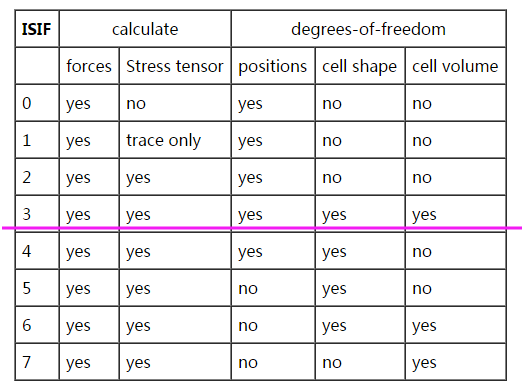 ISIF calculate degrees-of-freedom
forces Stress tensor positions cell shape cell volume
0 yes no yes no no
1 yes trace only yes no no
2 yes yes yes no no
3 yes yes yes yes yes
4 yes yes yes yes no
5 yes yes no yes no
6 yes yes no yes yes
7 yes yes no no yes